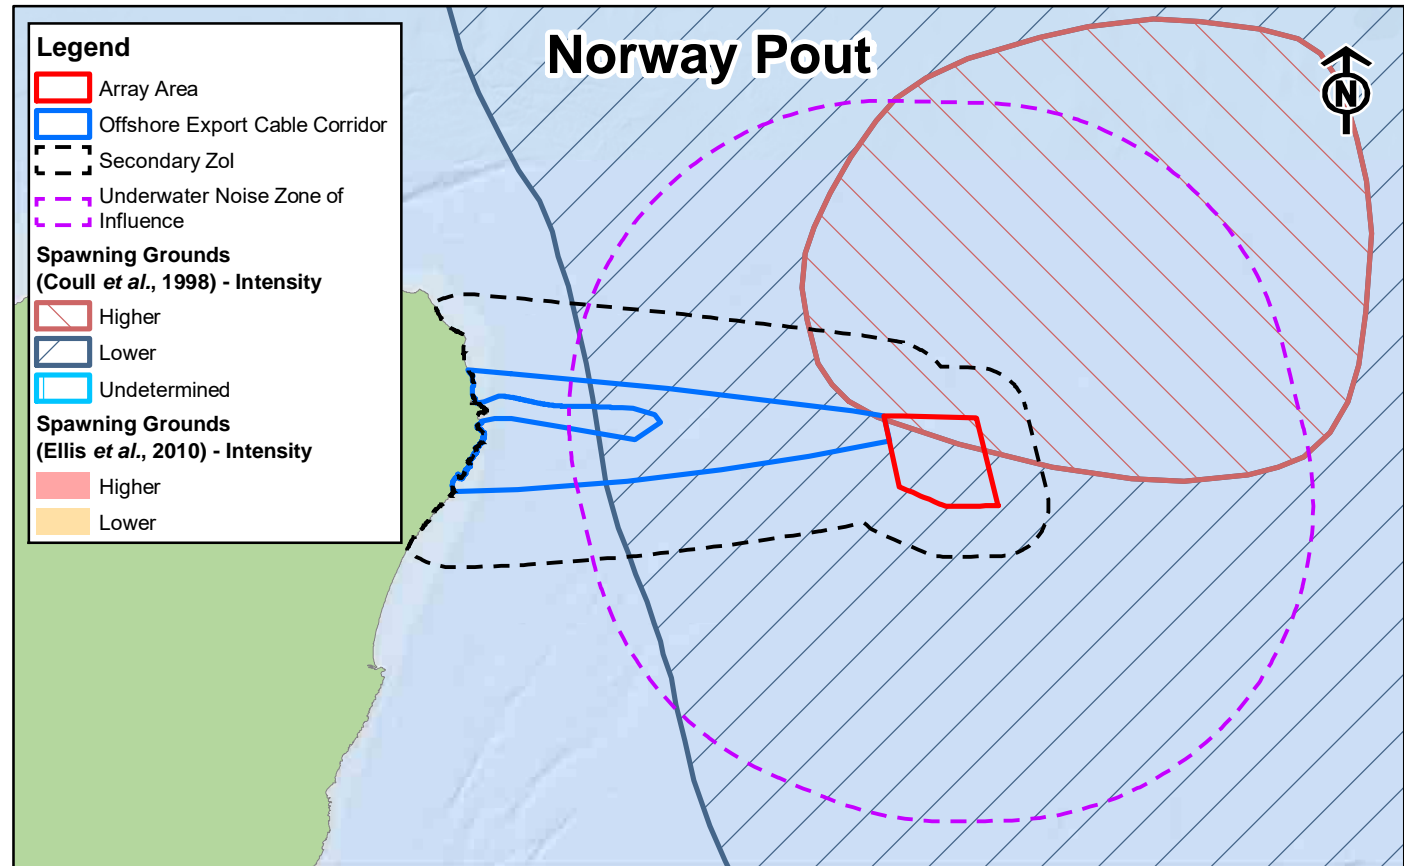 Norway Pout
N
Legend
Array Area
Offshore Export Cable Corridor
Secondary ZoI
Underwater Noise Zone of
Influence
Spawning Grounds
(Coull et al., 1998) - Intensity
Higher
Lower
Undetermined
Spawning Grounds
(Ellis et al., 2010) - Intensity
Higher
Lower